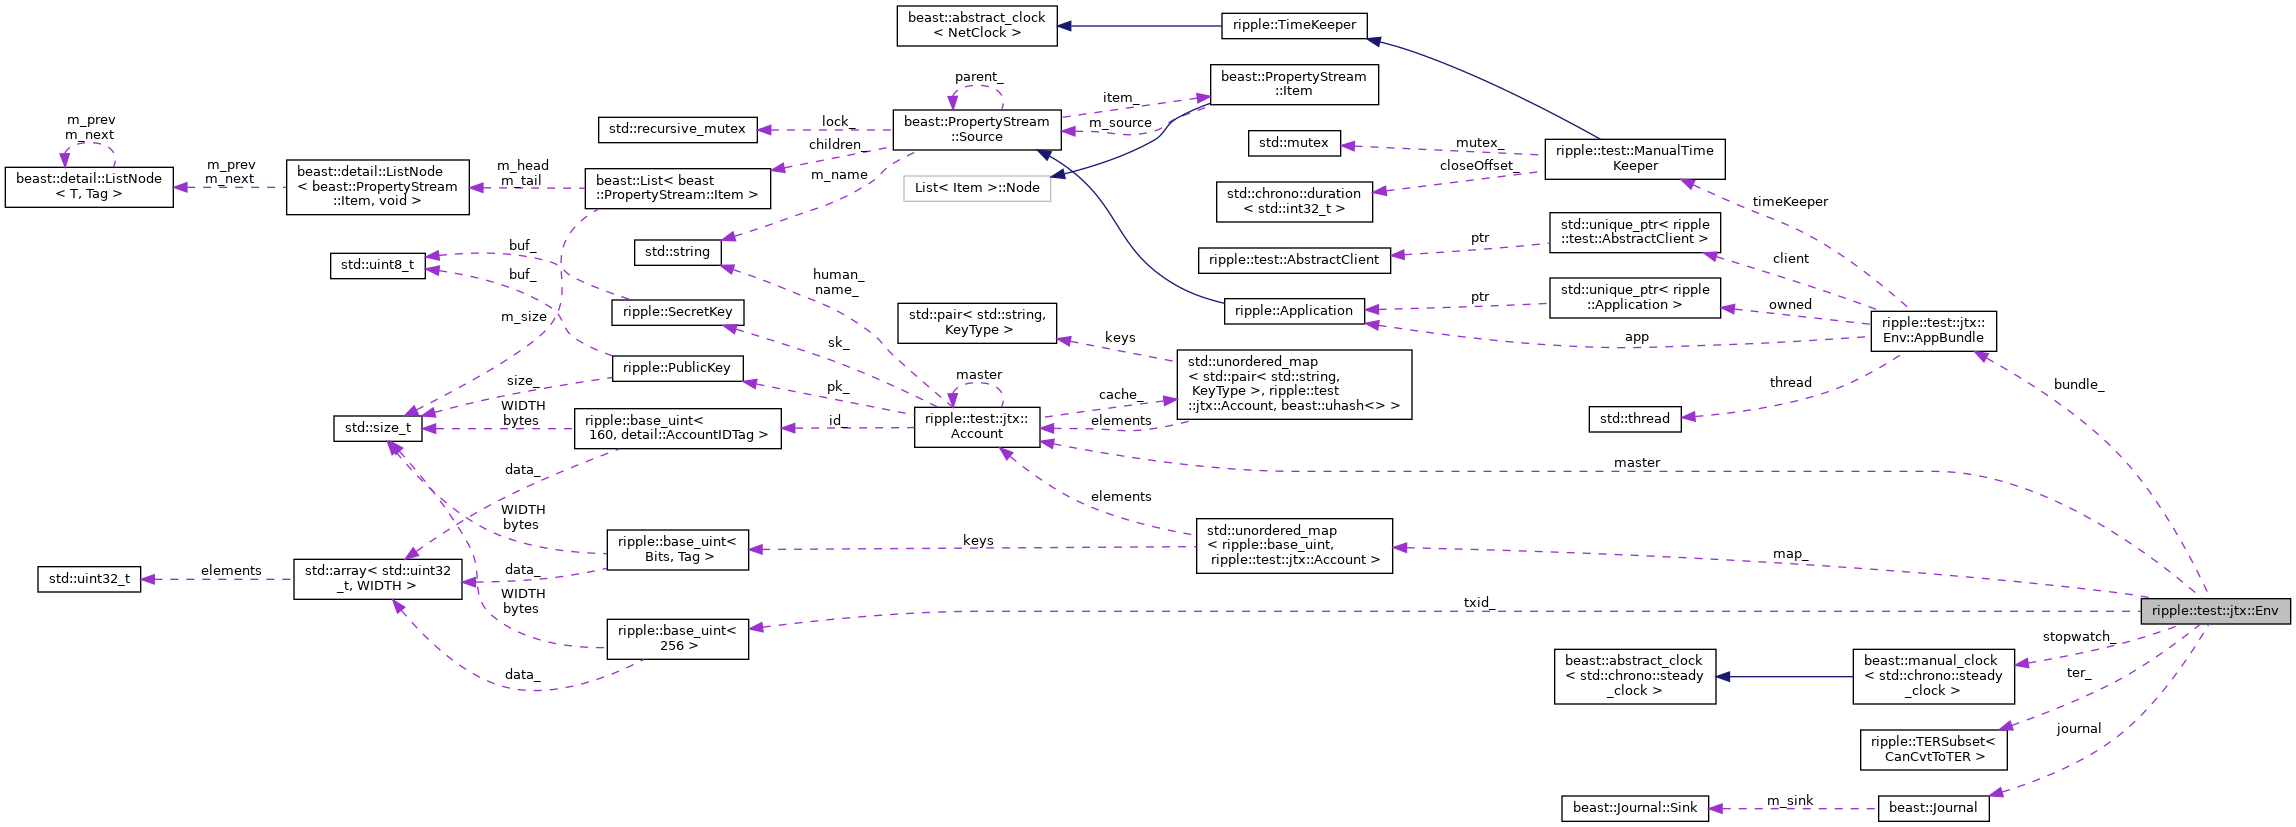 beast::abstract_clock
< NetClock >
ripple::TimeKeeper
parent_
item_
m_source
beast::PropertyStream
::Item
beast::PropertyStream
::Source
lock_
std::recursive_mutex
children_
m_name
m_prev
m_next
beast::detail::ListNode
< T, Tag >
m_prev
m_next
beast::detail::ListNode
< beast::PropertyStream
::Item, void >
m_head
m_tail
beast::List< beast
::PropertyStream::Item >
List< Item >::Node
std::mutex
mutex_
closeOffset_
std::chrono::duration
< std::int32_t >
ripple::test::ManualTime
Keeper
timeKeeper
std::string
buf_
std::uint8_t
buf_
m_size
human_
name_
ripple::test::AbstractClient
ptr
std::unique_ptr< ripple
::test::AbstractClient >
client
ripple::Application
ptr
std::unique_ptr< ripple
::Application >
owned
app
ripple::test::jtx::
Env::AppBundle
ripple::SecretKey
sk_
std::pair< std::string,
KeyType >
keys
std::unordered_map
< std::pair< std::string,
KeyType >, ripple::test
::jtx::Account, beast::uhash<> >
cache_
elements
thread
std::thread
bundle_
ripple::PublicKey
pk_
size_
master
ripple::test::jtx::
Account
id_
ripple::base_uint<
160, detail::AccountIDTag >
WIDTH
bytes
std::size_t
data_
master
elements
std::unordered_map
< ripple::base_uint,
ripple::test::jtx::Account >
keys
map_
WIDTH
bytes
ripple::base_uint<
Bits, Tag >
data_
std::array< std::uint32
_t, WIDTH >
elements
std::uint32_t
WIDTH
bytes
ripple::base_uint<
256 >
data_
txid_
ripple::test::jtx::Env
stopwatch_
beast::manual_clock
< std::chrono::steady
_clock >
beast::abstract_clock
< std::chrono::steady
_clock >
ter_
ripple::TERSubset<
CanCvtToTER >
journal
beast::Journal
m_sink
beast::Journal::Sink